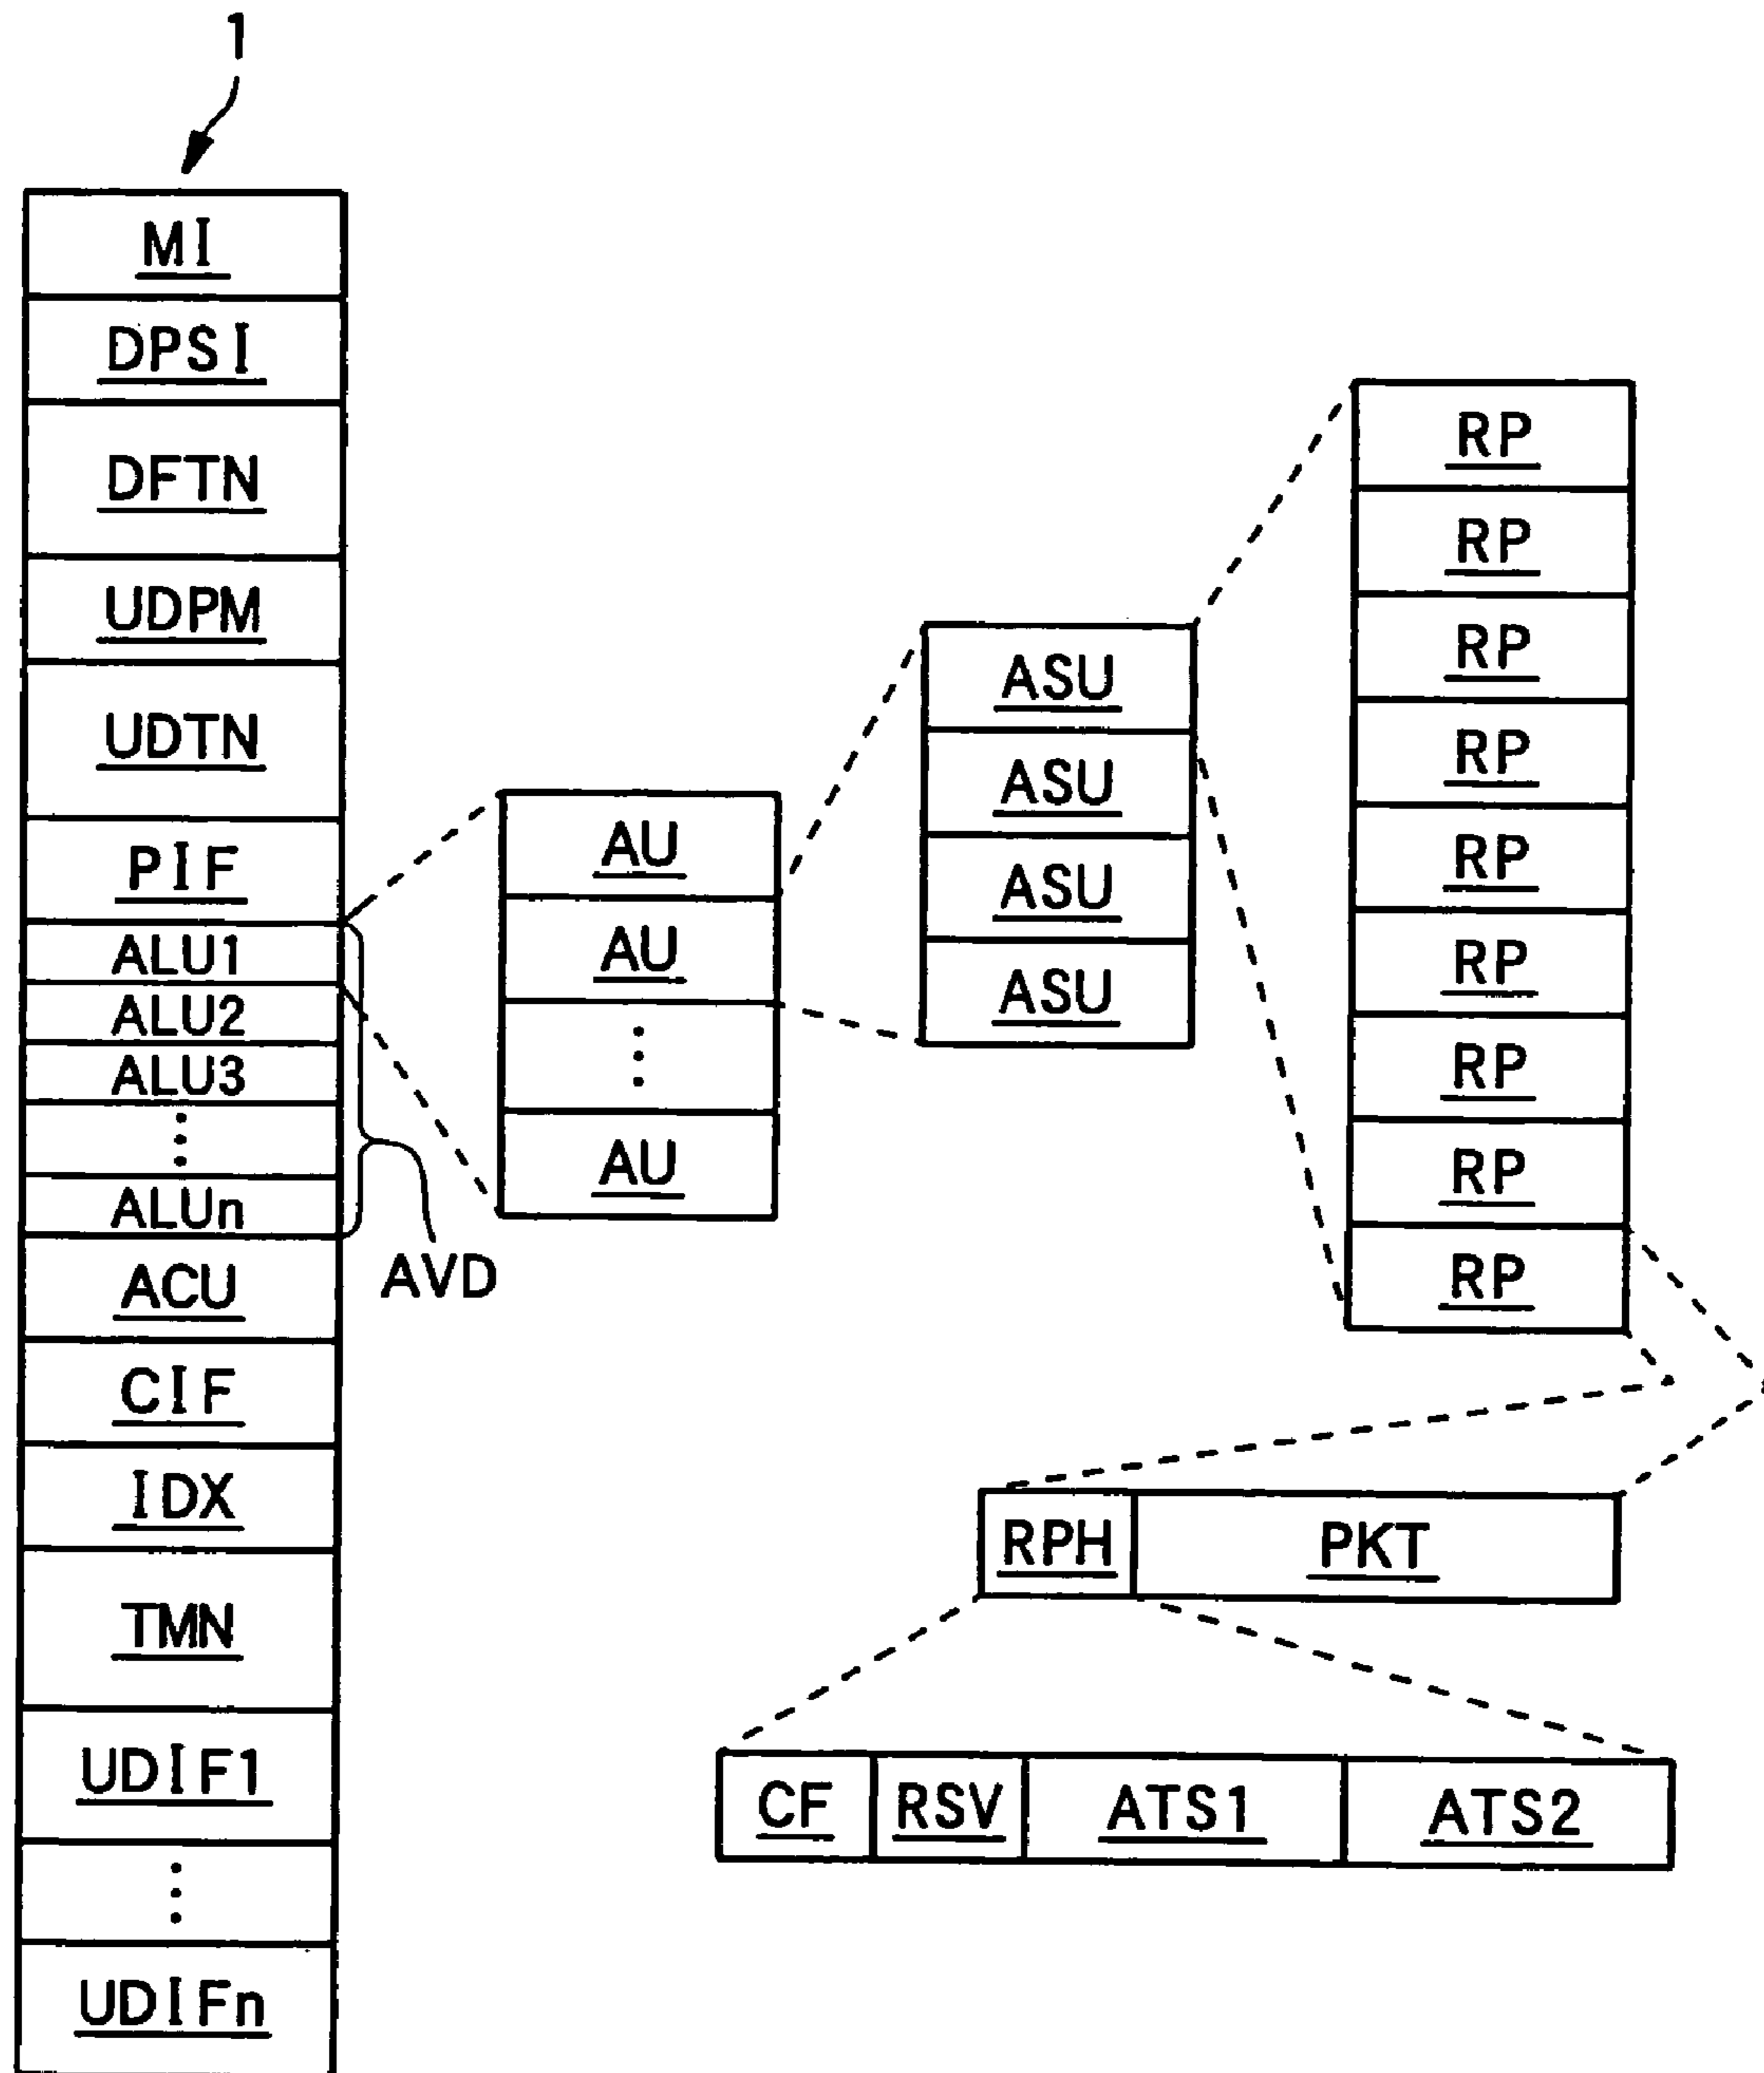 1
MI
DPSI
DFTN
UDPM
UDTN
PIF
ALU1
ALU2
ALU3
⋮
ALUn
ACU
CIF
IDX
TMN
UDIF1
⋮
UDIFn
AVD
AU
AU
⋮
AU
ASU
ASU
ASU
ASU
RP
RP
RP
RP
RP
RP
RP
RP
RP
RPH PKT
CF RSV ATS1 ATS2